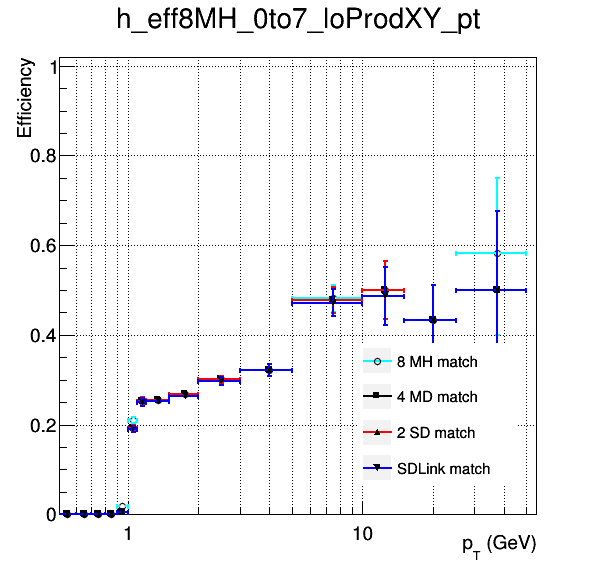 h_eff8MH_0to7_loProdXY_pt
Efficiency
1
0.8
0.6
0.4
0.2
0
8 MH match
4 MD match
2 SD match
SDLink match
1
10
p_T (GeV)